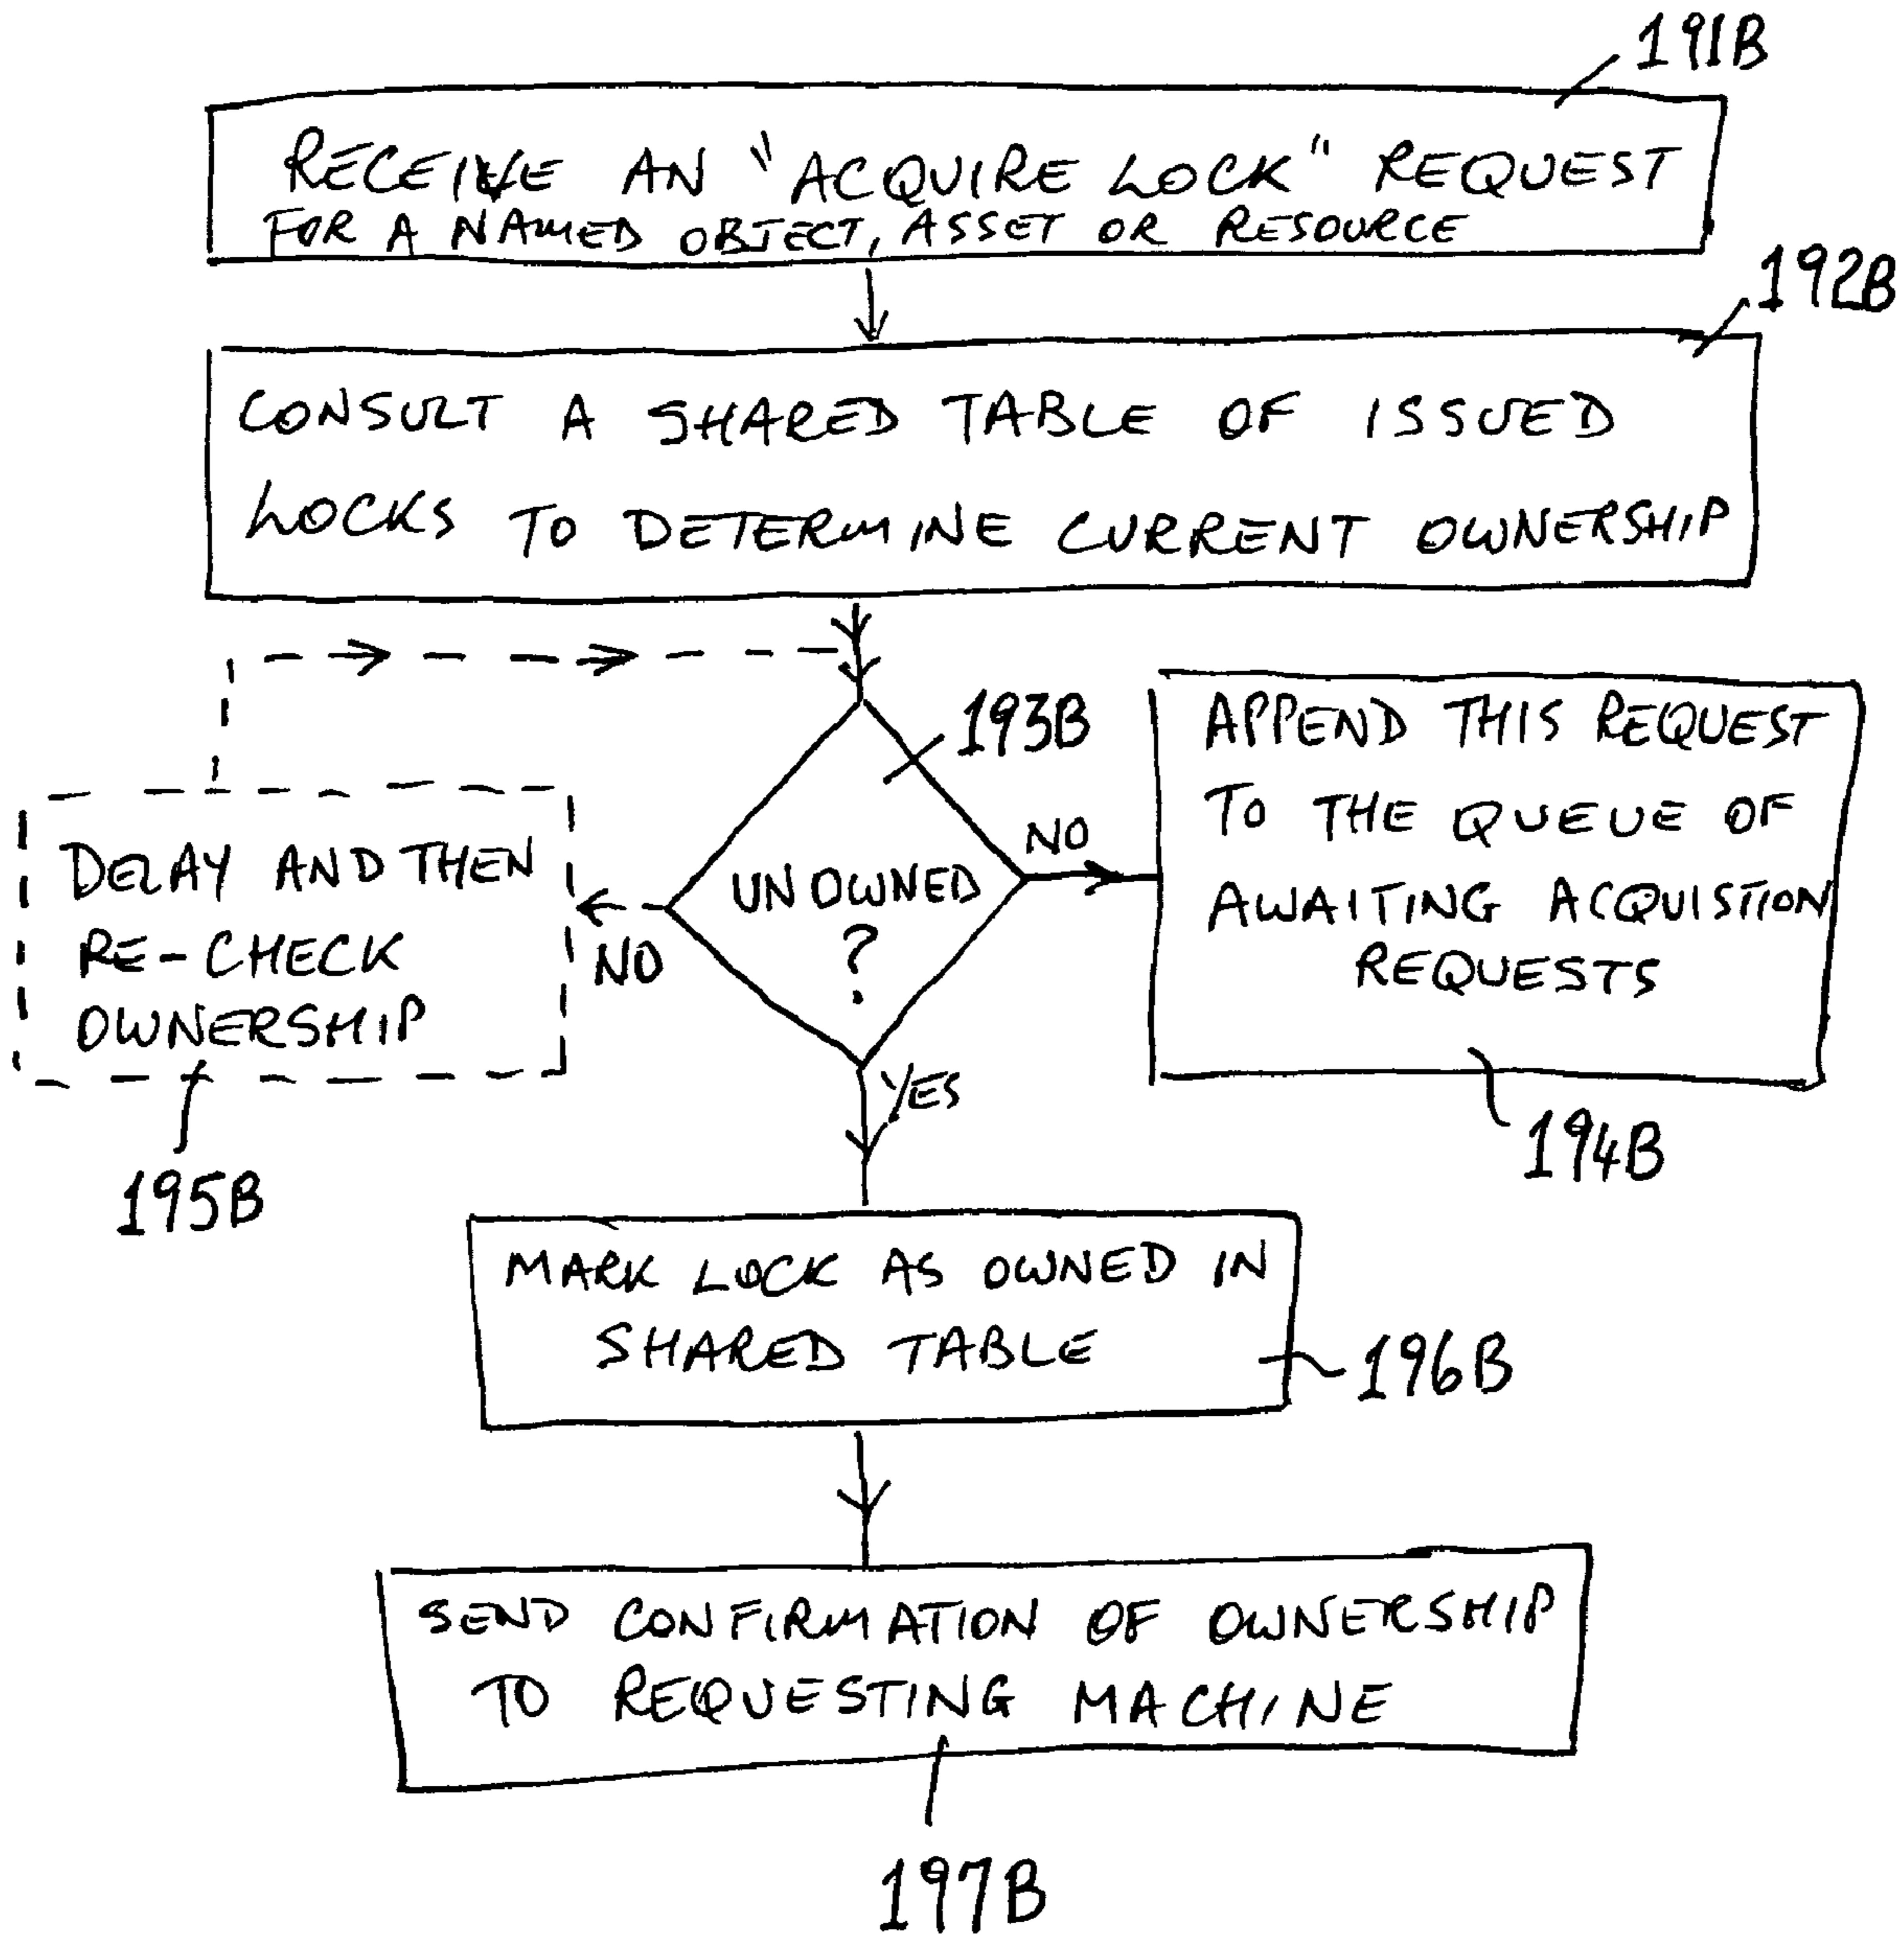 191B
RECEIVE AN "ACQUIRE LOCK" REQUEST
FOR A NAMED OBJECT, ASSET OR RESOURCE
192B
CONSULT A SHARED TABLE OF ISSUED
LOCKS TO DETERMINE CURRENT OWNERSHIP
193B
UNOWNED
?
NO
APPEND THIS REQUEST
TO THE QUEUE OF
AWAITING ACQUISTION
REQUESTS
194B
NO
DELAY AND THEN
RE-CHECK
OWNERSHIP
195B
YES
MARK LOCK AS OWNED IN
SHARED TABLE
196B
SEND CONFIRMATION OF OWNERSHIP
TO REQUESTING MACHINE
197B